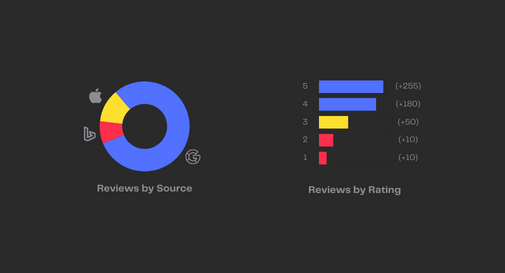 5 (+255)
4 (+180)
3 (+50)
2 (+10)
1 (+10)
Reviews by Source
Reviews by Rating